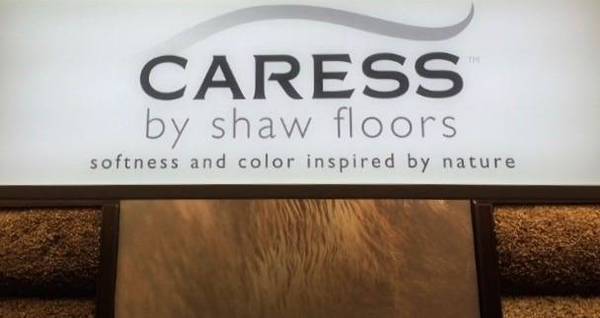 CARESS™
by shaw floors
softness and color inspired by nature